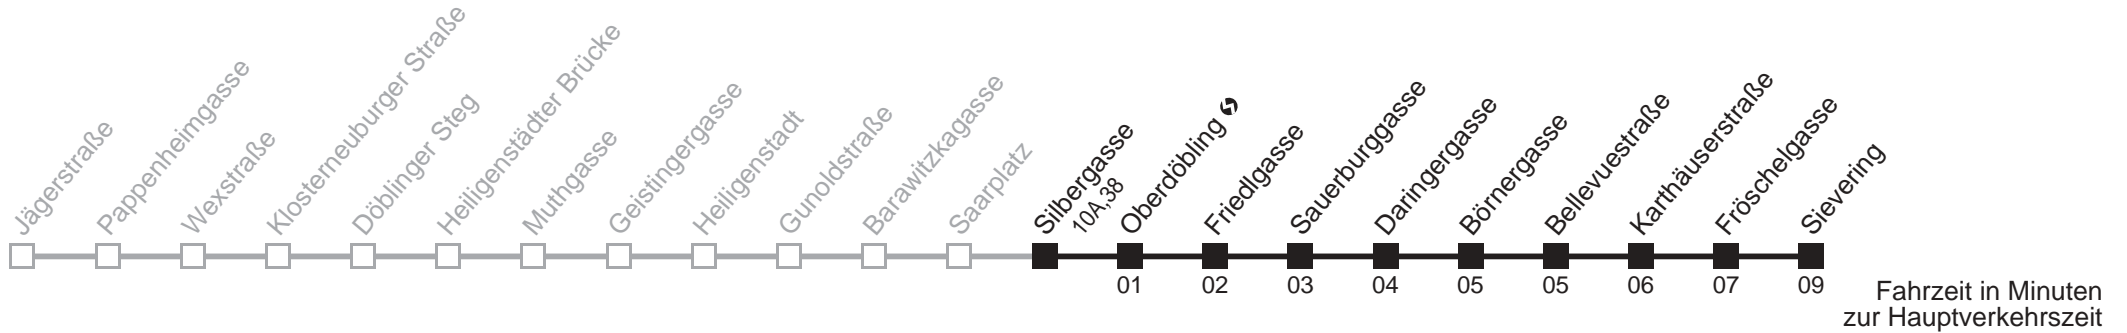 Jägerstraße
Pappenheimgasse
Wexstraße
Klosterneuburger Straße
Döblinger Steg
Heiligenstädter Brücke
Muthgasse
Geistingergasse
Heiligenstadt
Gunoldstraße
Barawitzkagasse
Saarplatz
Silbergasse
10A,38
Oberdöbling
Friedlgasse
Sauerburggasse
Daringergasse
Börnergasse
Bellevuestraße
Karthäuserstraße
Fröschelgasse
Sievering
01 02 03 04 05 05 06 07 09
Fahrzeit in Minuten
zur Hauptverkehrszeit